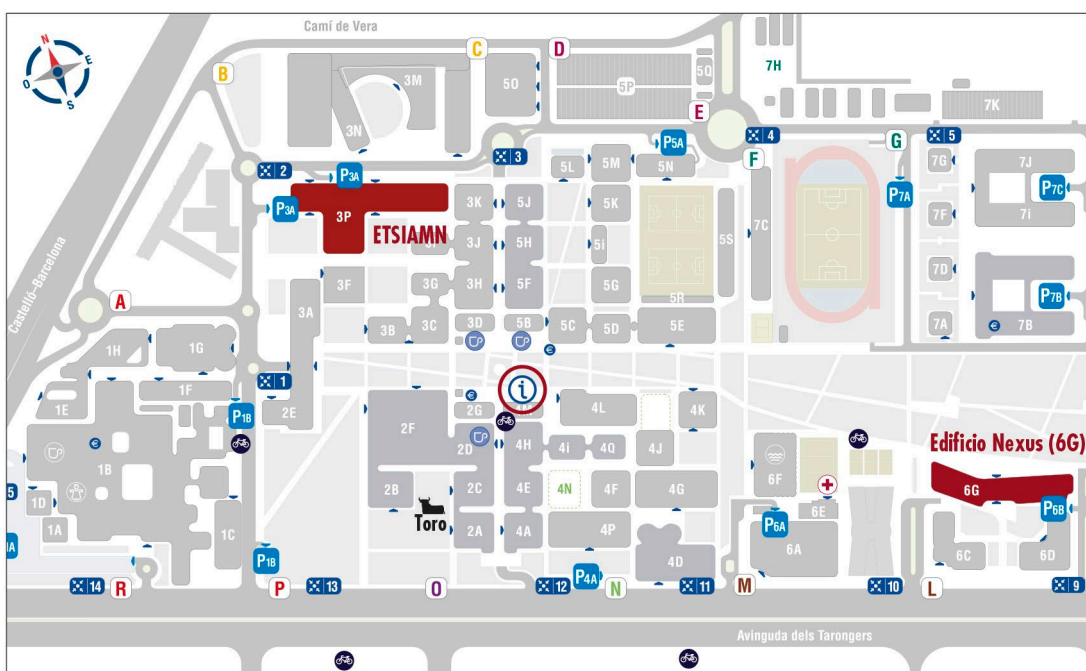 Camí de Vera
N
E
S
O
B
C
D
5Q
7H
3M
5O
5P
7K
3N
E
3
P5A
4
G
5
2
P3A
5L
5M
5N
F
7G
7J
P7C
P3A
3P
3K
5J
5K
7C
P7A
7F
7i
ETSIAMN
3J
5H
5i
5S
Castelló-Barcelona
3G
3H
5F
5G
7D
P7B
A
3F
3A
5R
3B
3C
3D
5B
5C
5D
5E
7A
€
7B
1H
1G
€
1
i
1E
1F
P1B
2E
2F
€
2G
4L
4K
Edificio Nexus (6G)
€
1B
2D
4H
4i
4Q
4J
6F
6G
5
1D
2B
2C
4E
4N
4F
4G
6E
P6B
1A
1C
Toro
2A
4A
4P
P6A
6A
6C
6D
P1B
P4A
4D
14
R
P
13
O
12
N
11
M
10
L
9
Avinguda dels Tarongers